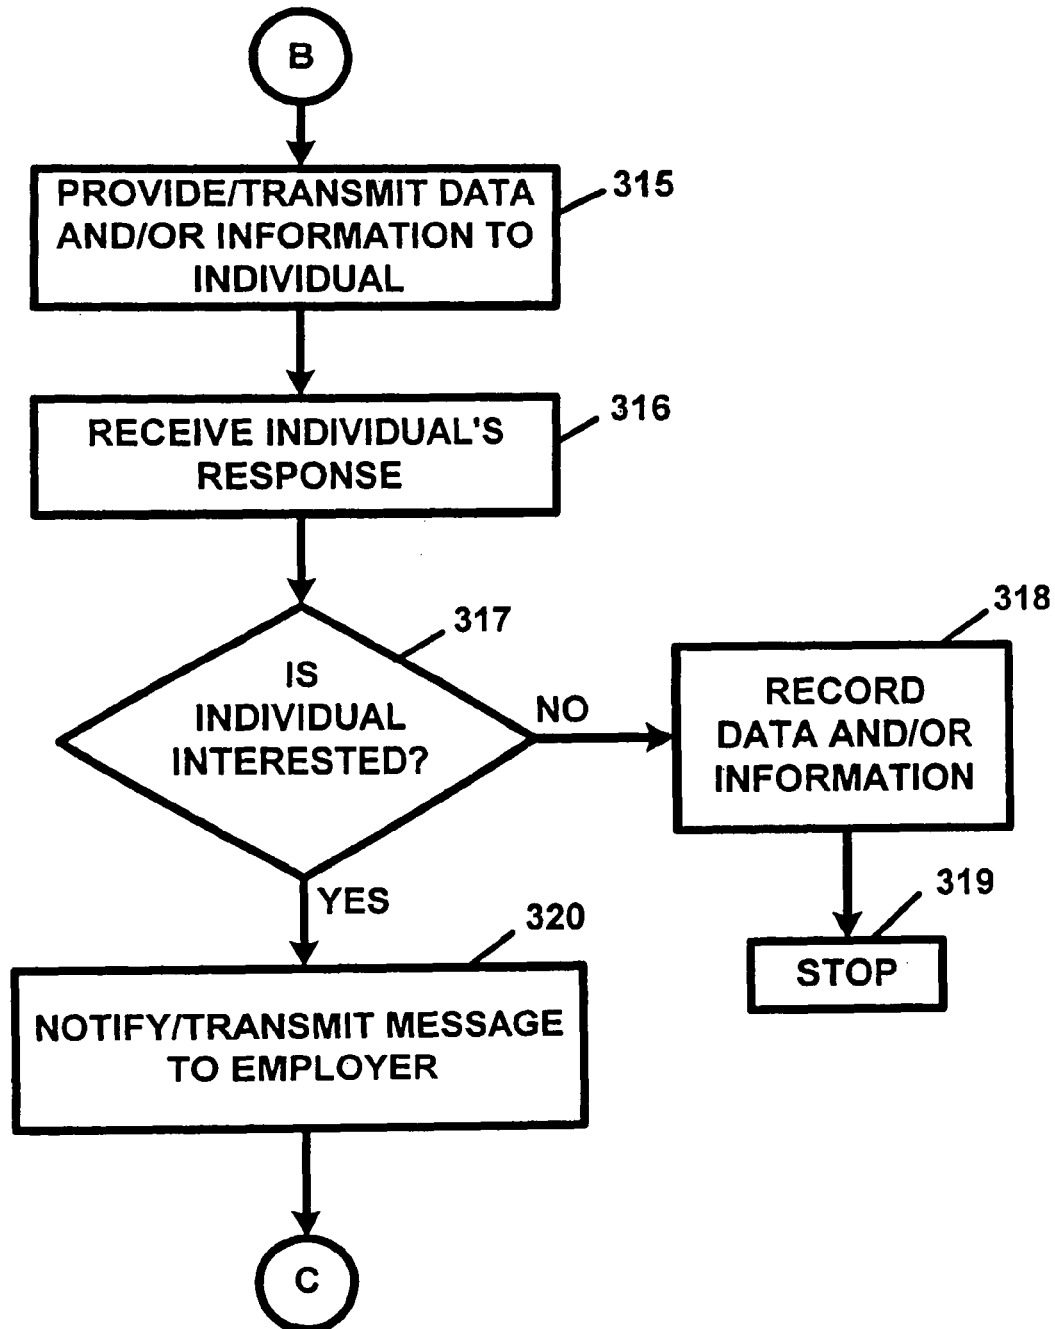 B
PROVIDE/TRANSMIT DATA
AND/OR INFORMATION TO
INDIVIDUAL
315
RECEIVE INDIVIDUAL'S
RESPONSE
316
IS
INDIVIDUAL
INTERESTED?
317
NO
RECORD
DATA AND/OR
INFORMATION
318
STOP
319
YES
NOTIFY/TRANSMIT MESSAGE
TO EMPLOYER
320
C